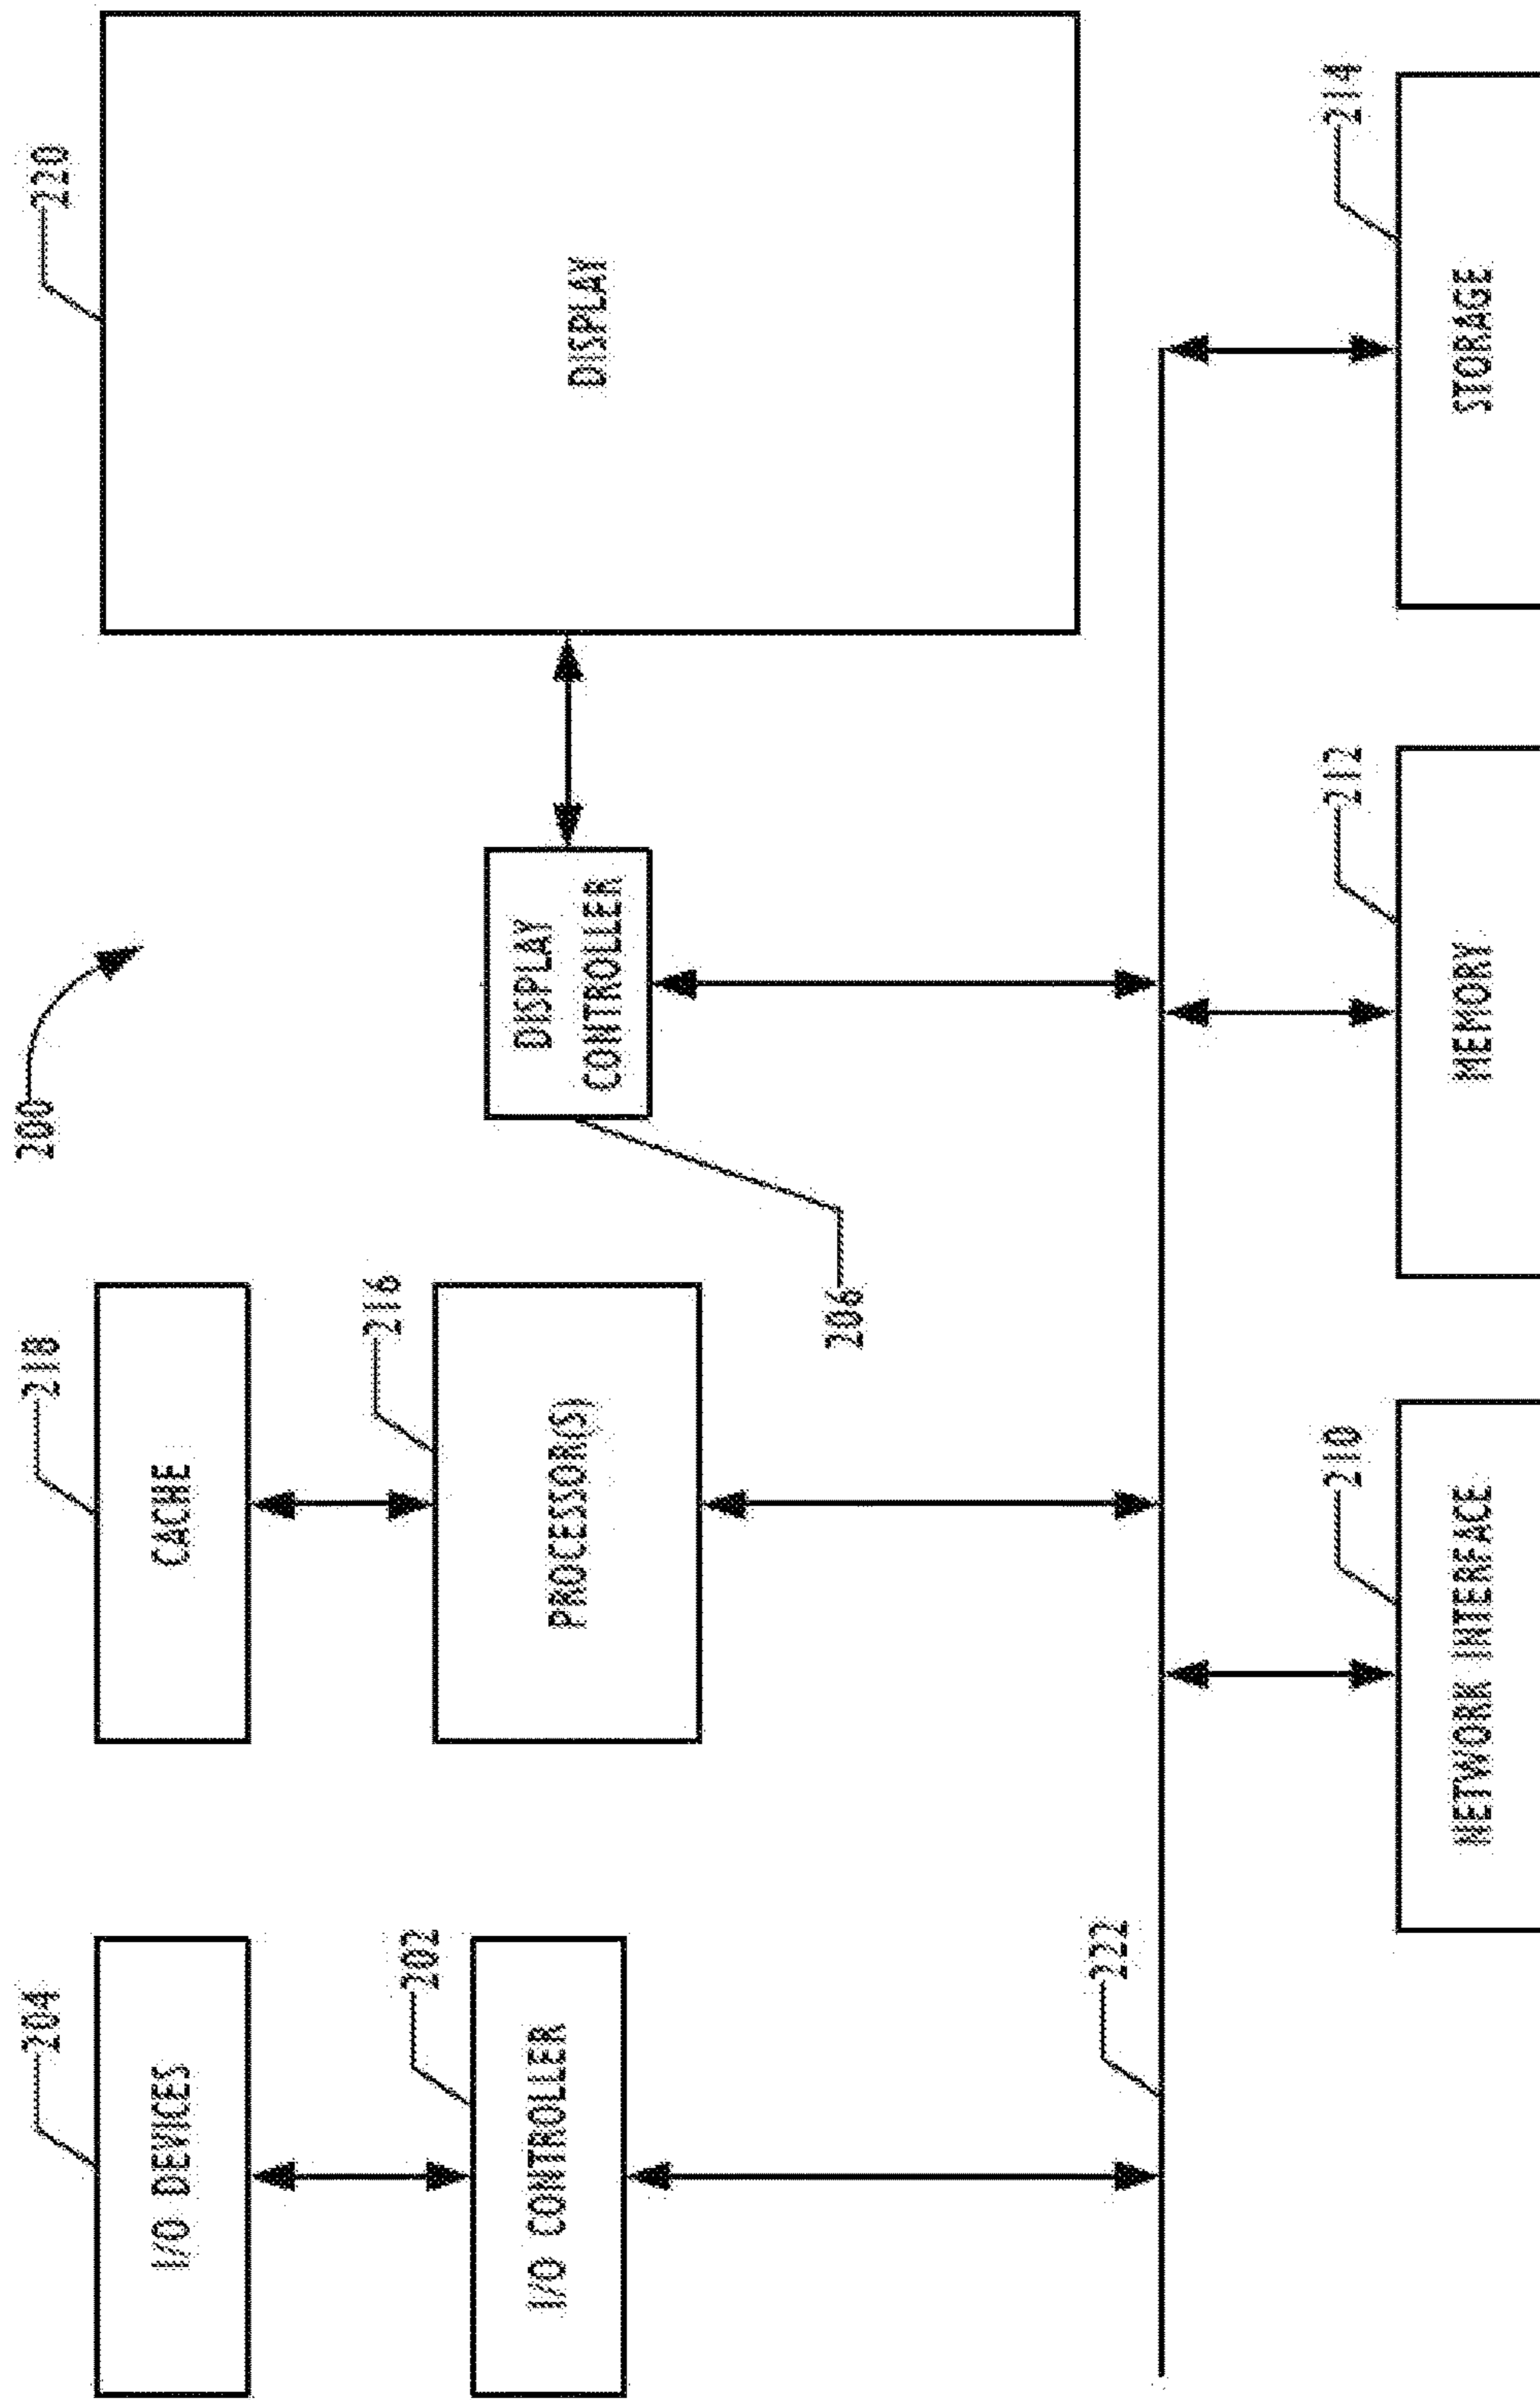 200
204
I/O DEVICES
218
CACHE
220
DISPLAY
202
I/O CONTROLLER
216
PROCESSOR(S)
DISPLAY
CONTROLLER
206
222
210
NETWORK INTERFACE
212
MEMORY
214
STORAGE